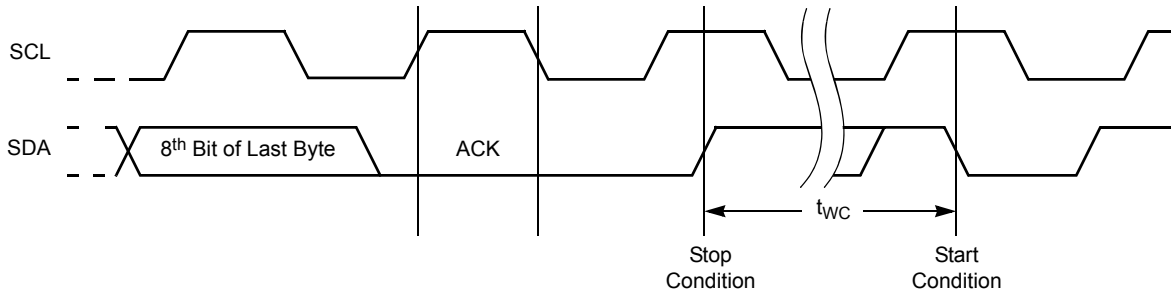 SCL
SDA
8th Bit of Last Byte
ACK
tWC
Stop
Condition
Start
Condition